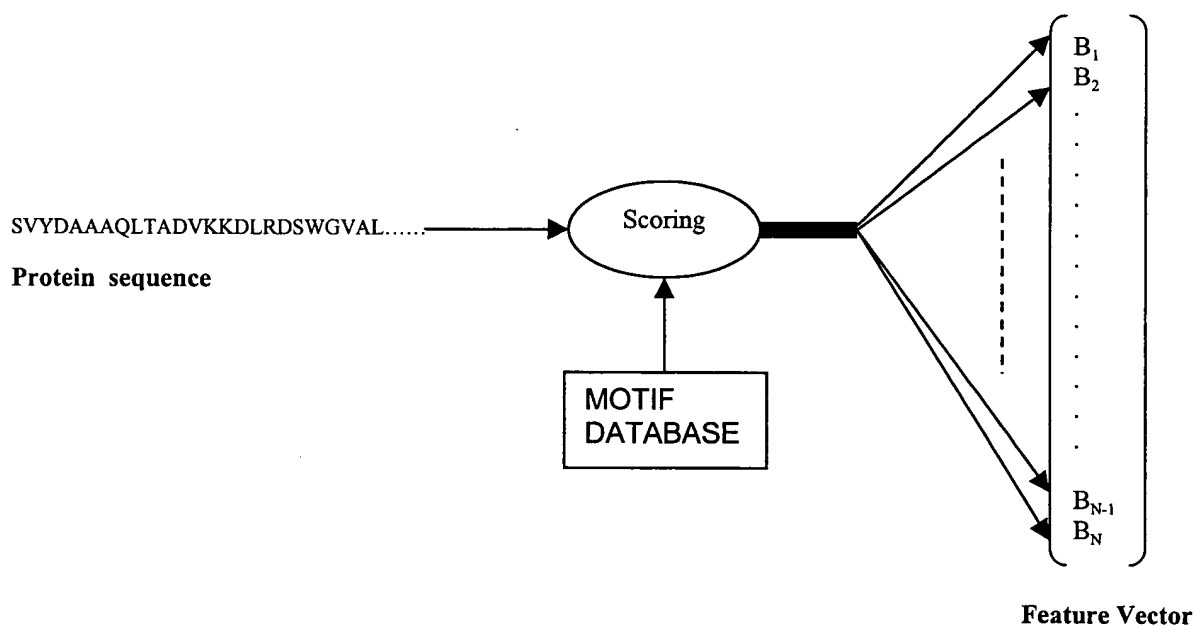 SVYDAAAQLTADVKKDLRDSWGVAL......
Protein sequence
Scoring
MOTIF
DATABASE
B1
B2
.
.
.
.
.
.
.
.
.
.
.
.
BN-1
BN
Feature Vector